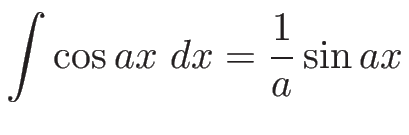 ∫ cos ax dx = 1/a sin ax